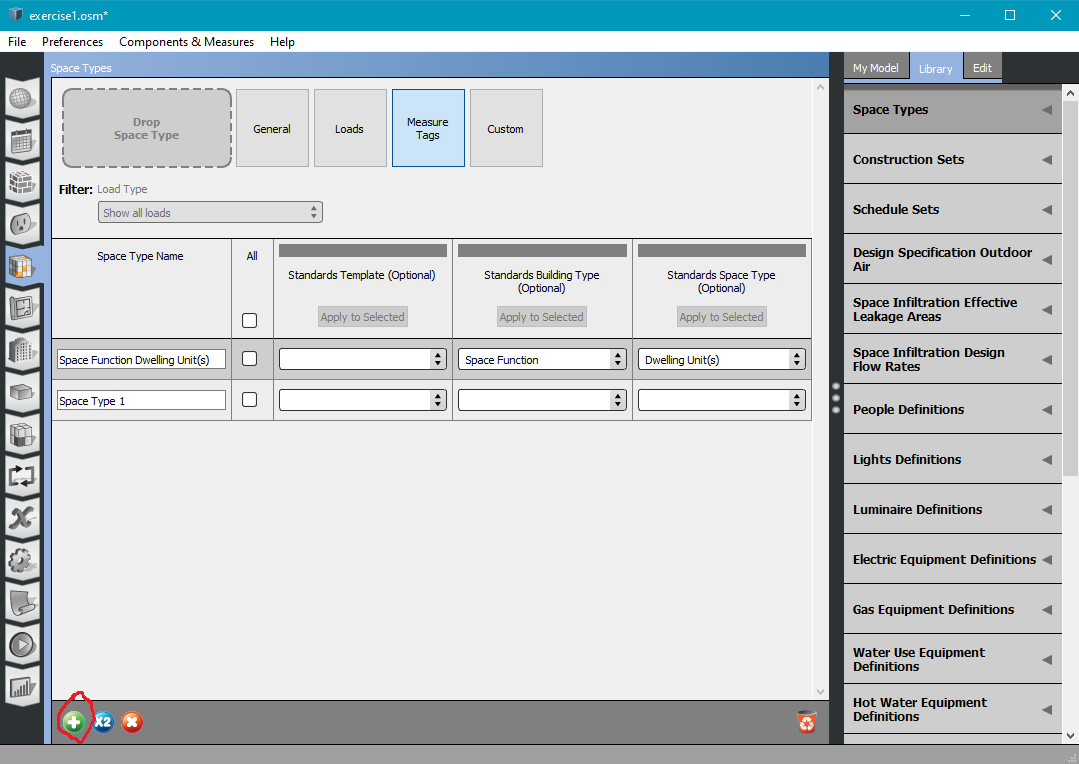 exercise1.osm*
File Preferences Components & Measures Help
Space Types*
Drop
Space Type
General
Loads
Measure
Tags
Custom
Filter: Load Type
Show all loads
Space Type Name
All
Standards Template (Optional)
Apply to Selected
Standards Building Type
(Optional)
Apply to Selected
Standards Space Type
(Optional)
Apply to Selected
Space Function Dwelling Unit(s)
Space Function
Dwelling Unit(s)
Space Type 1
X2
My Model Library Edit
Space Types
Construction Sets
Schedule Sets
Design Specification Outdoor
Air
Space Infiltration Effective
Leakage Areas
Space Infiltration Design
Flow Rates
People Definitions
Lights Definitions
Luminaire Definitions
Electric Equipment Definitions
Gas Equipment Definitions
Water Use Equipment
Definitions
Hot Water Equipment
Definitions